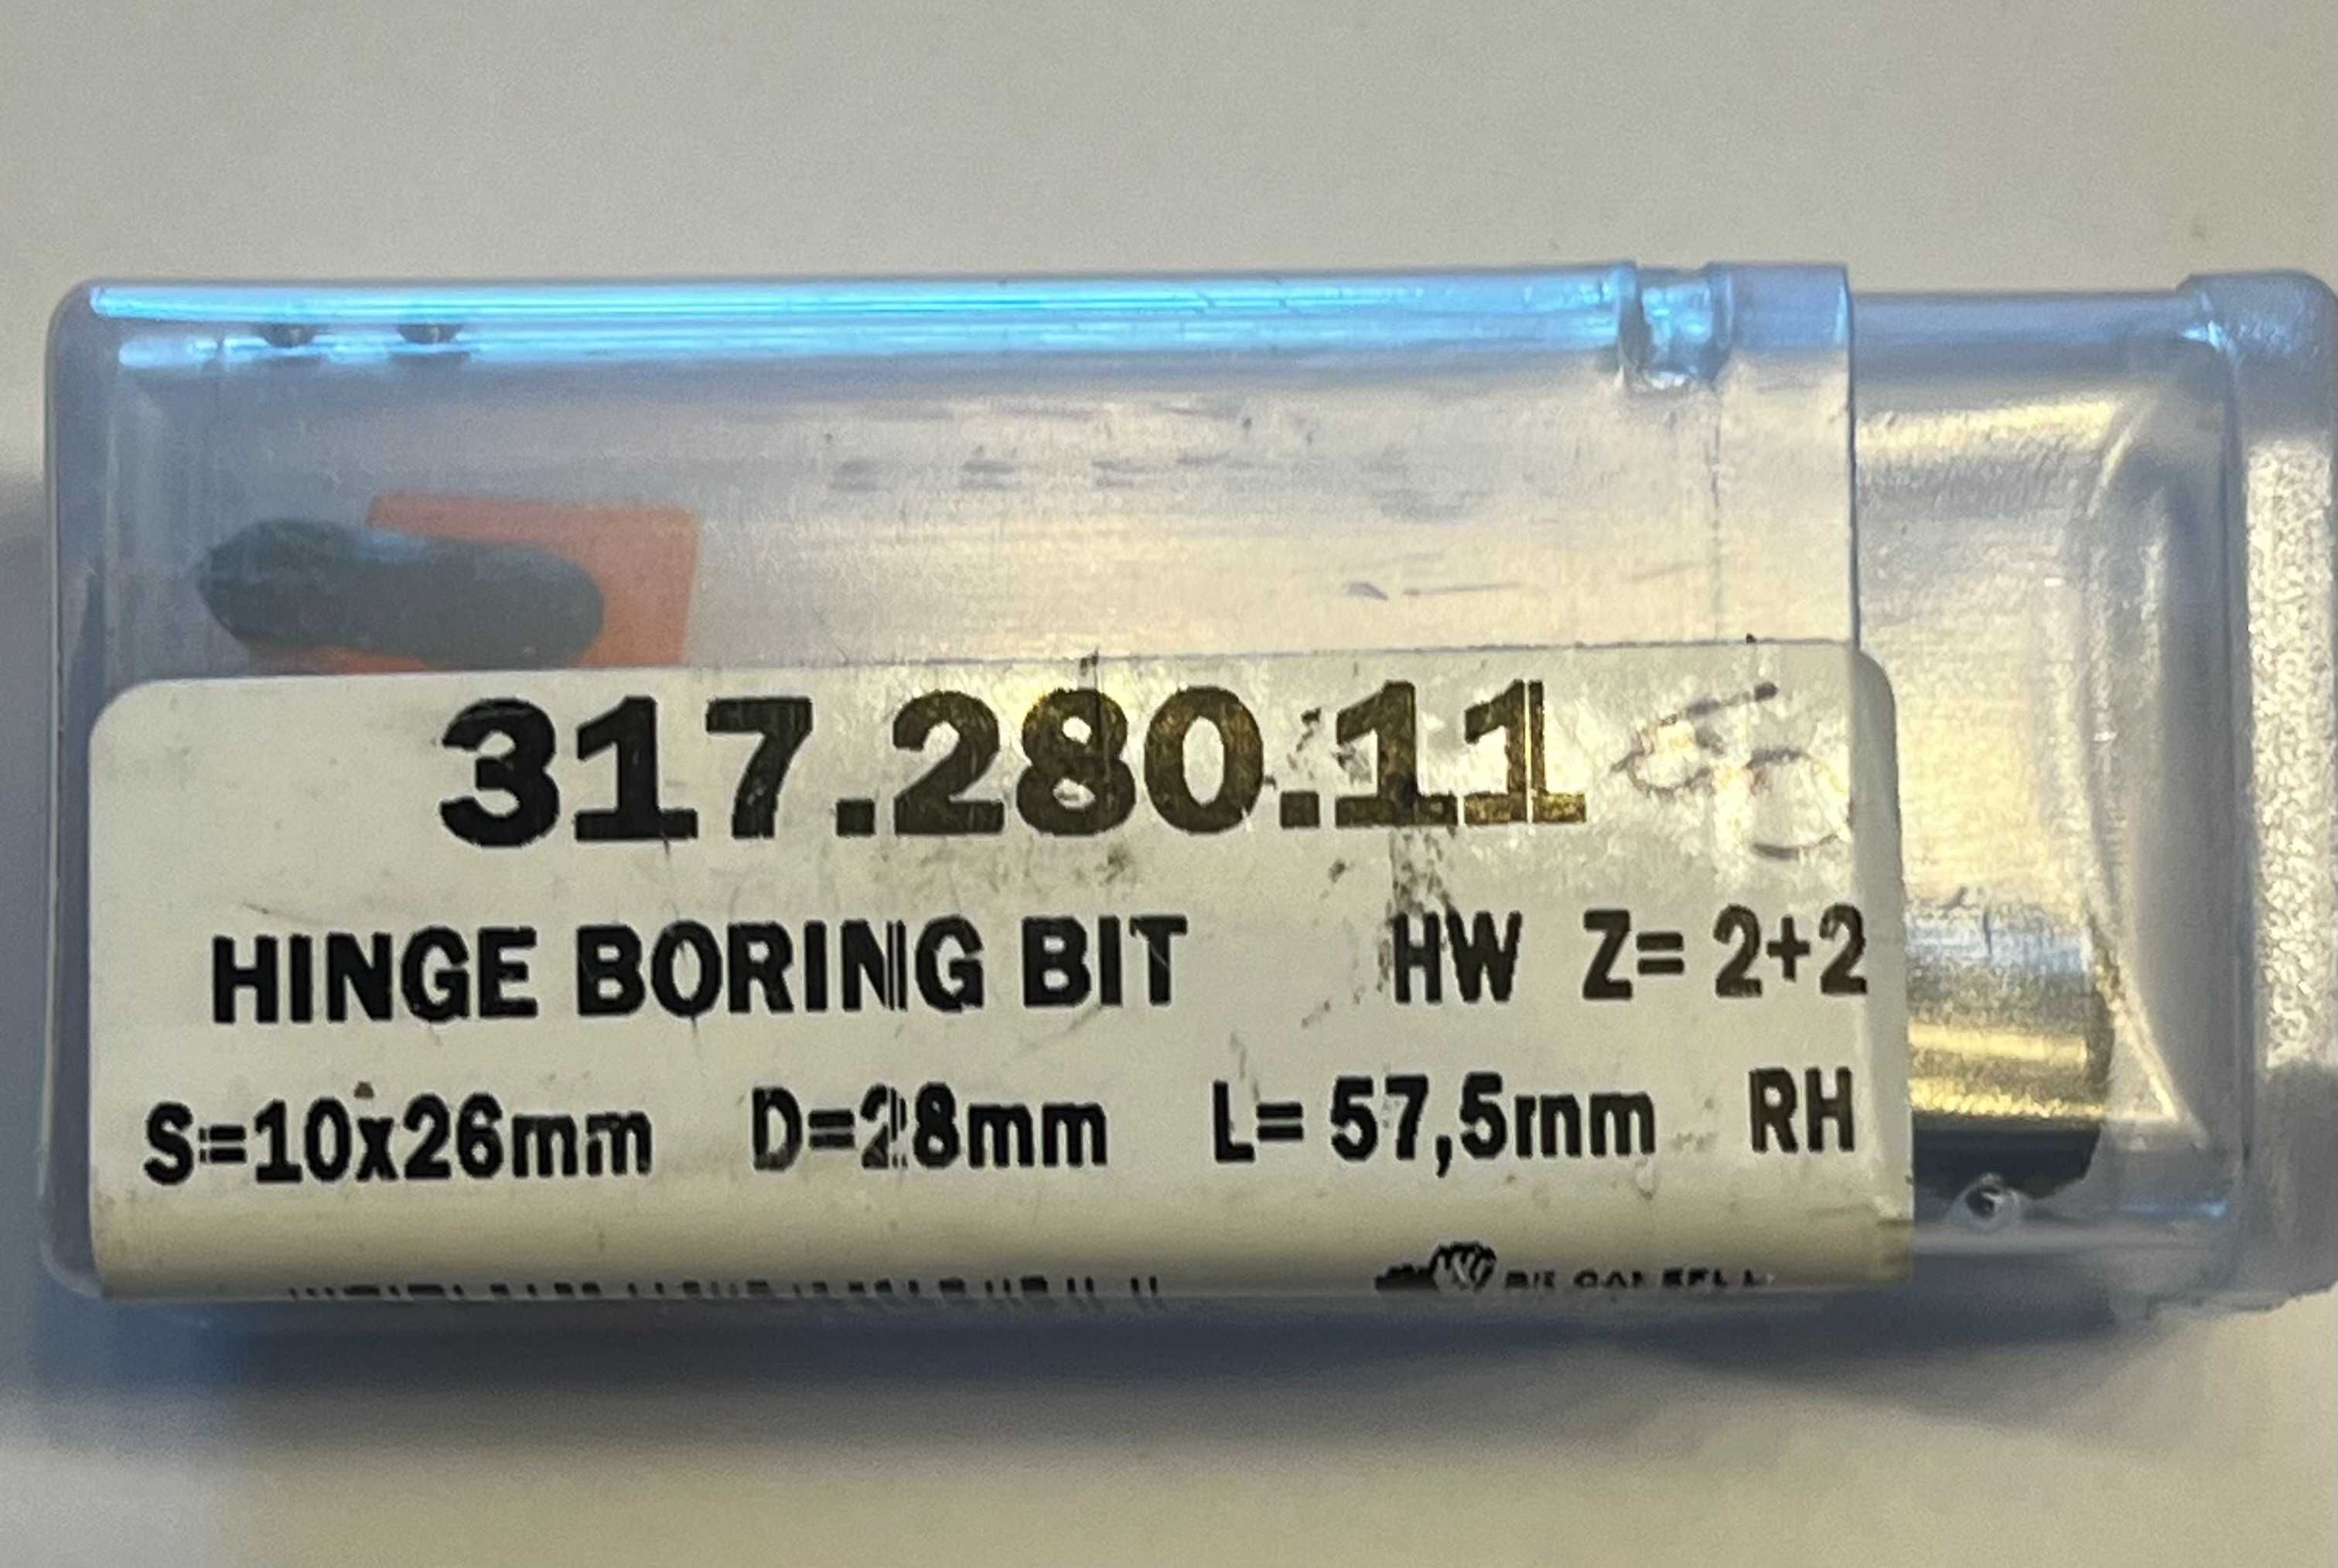 317.280.11
HINGE BORING BIT HW Z= 2+2
S=10x26mm D=28mm L= 57,5mm RH